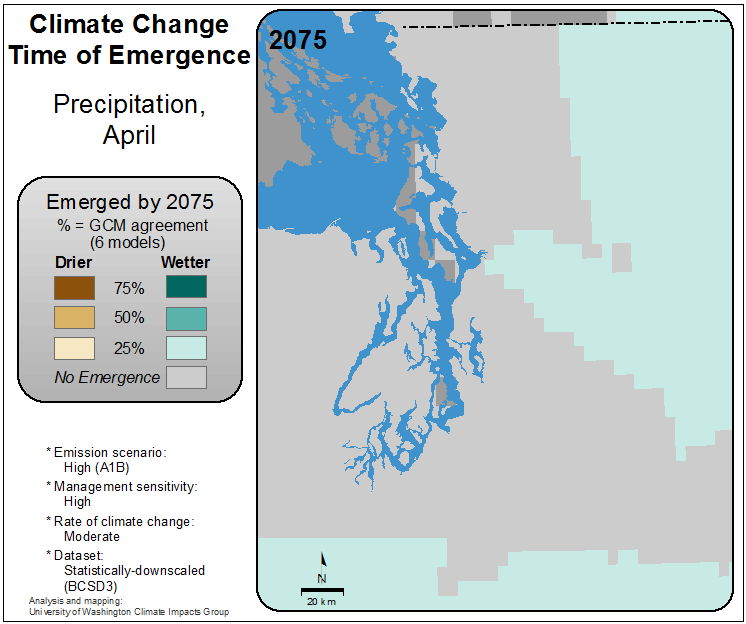 Climate Change
Time of Emergence
Precipitation,
April
2075
Emerged by 2075
% = GCM agreement
(6 models)
Drier Wetter
75%
50%
25%
No Emergence
* Emission scenario:
High (A1B)
* Management sensitivity:
High
* Rate of climate change:
Moderate
* Dataset:
Statistically-downscaled
(BCSD3)
Analysis and mapping:
University of Washington Climate Impacts Group
N
20 km